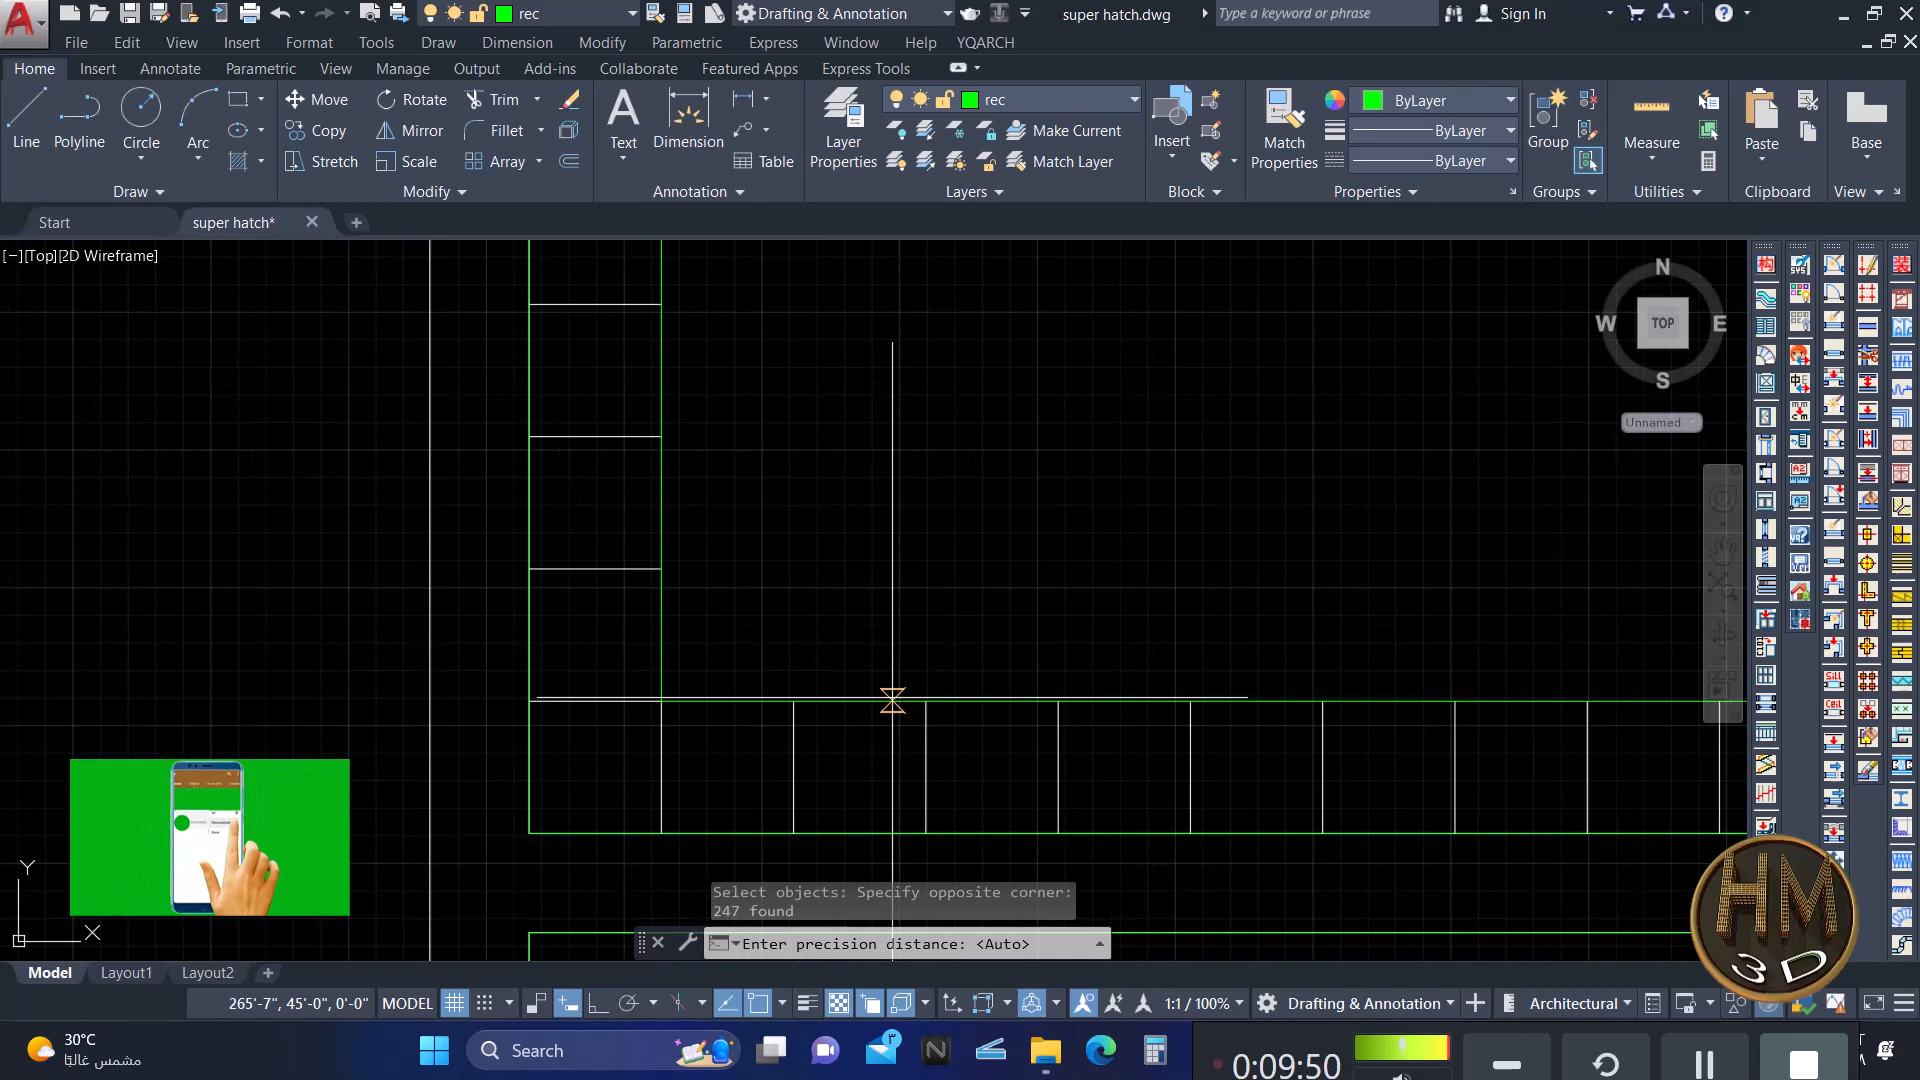 rec
Drafting & Annotation
super hatch.dwg
Type a keyword or phrase
Sign In
File Edit View Insert Format Tools Draw Dimension Modify Parametric Express Window Help YQARCH
Home Insert Annotate Parametric View Manage Output Add-ins Collaborate Featured Apps Express Tools
Line Polyline Circle Arc
Move Rotate Trim
Copy Mirror Fillet
Stretch Scale Array
Text Dimension Table
Layer Properties
rec
Make Current
Match Layer
Insert
Match Properties
ByLayer
ByLayer
ByLayer
Group
Measure
Paste
Base
Draw Modify Annotation Layers Block Properties Groups Utilities Clipboard View
Start super hatch*
[−][Top][2D Wireframe]
N
W TOP E
S
Unnamed
Y
X
Select objects: Specify opposite corner:
247 found
Enter precision distance: <Auto>
Sill
Ceil
HM
3D
Model Layout1 Layout2
265'-7", 45'-0", 0'-0" MODEL
1:1 / 100%
Drafting & Annotation
Architectural
30°C
مشمس غالبًا
Search
0:09:50